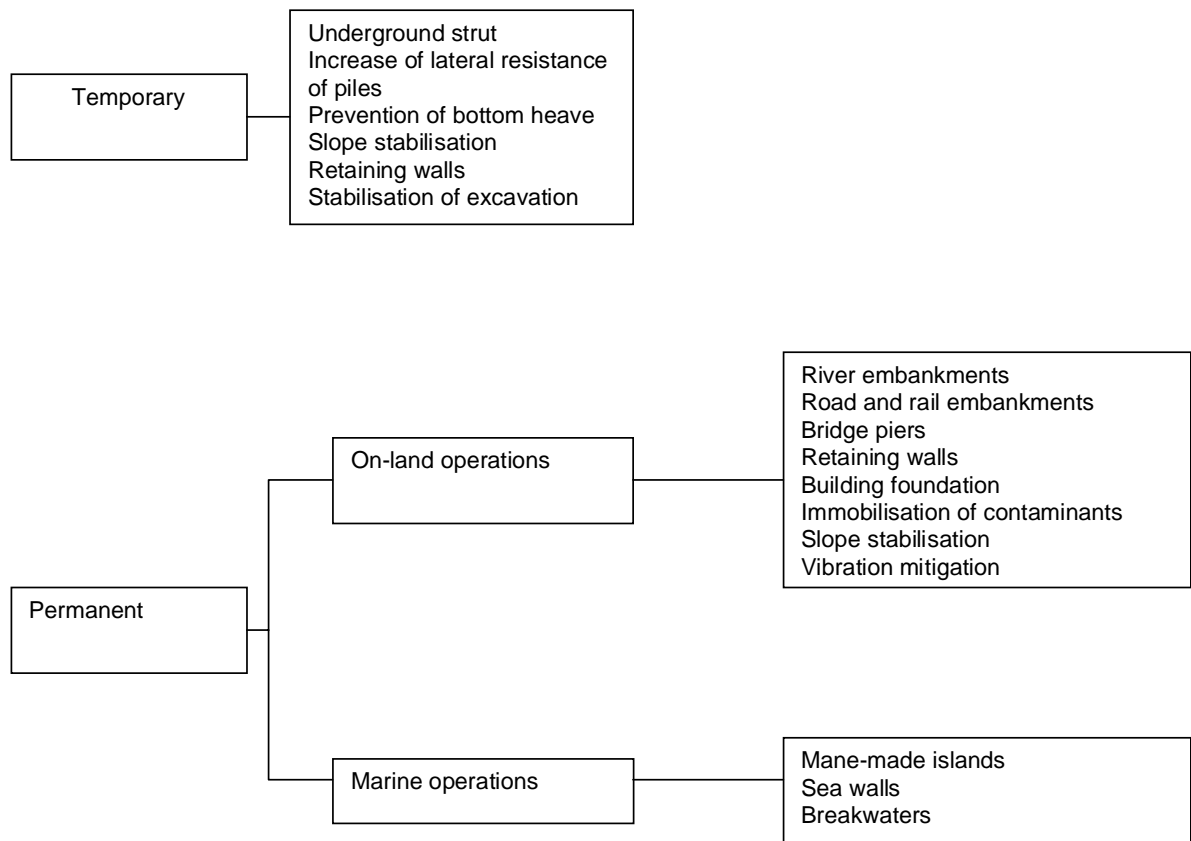 Temporary
Underground strut
Increase of lateral resistance
of piles
Prevention of bottom heave
Slope stabilisation
Retaining walls
Stabilisation of excavation
Permanent
On-land operations
River embankments
Road and rail embankments
Bridge piers
Retaining walls
Building foundation
Immobilisation of contaminants
Slope stabilisation
Vibration mitigation
Marine operations
Mane-made islands
Sea walls
Breakwaters